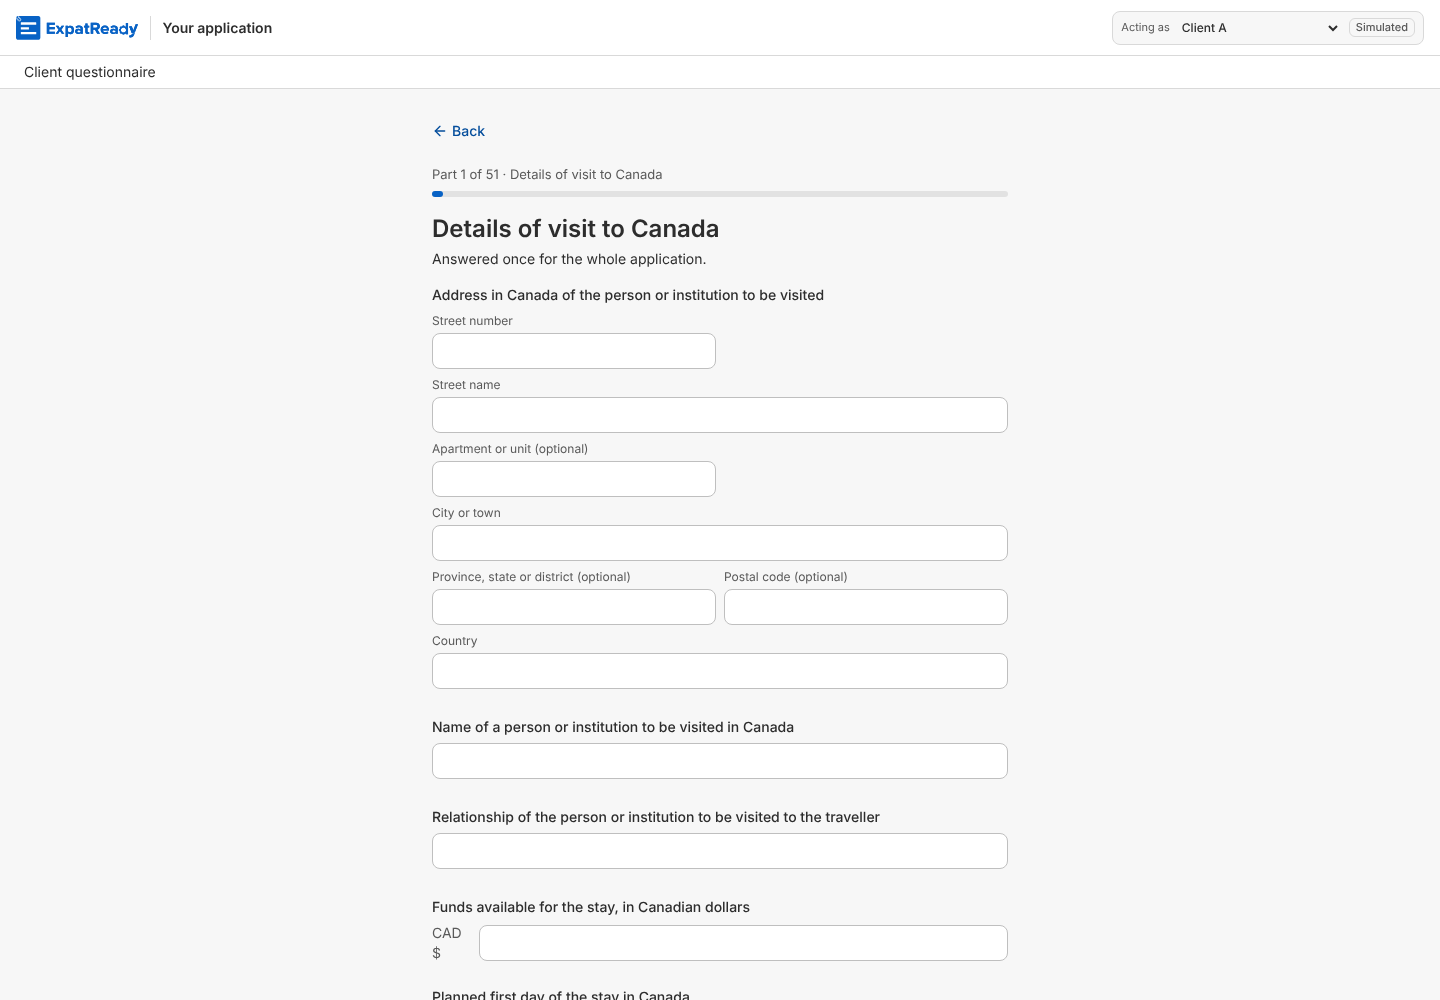 ExpatReady
Your application
Acting as
Client A
Simulated
Client questionnaire
← Back
Part 1 of 51 · Details of visit to Canada
Details of visit to Canada
Answered once for the whole application.
Address in Canada of the person or institution to be visited
Street number
Street name
Apartment or unit (optional)
City or town
Province, state or district (optional)
Postal code (optional)
Country
Name of a person or institution to be visited in Canada
Relationship of the person or institution to be visited to the traveller
Funds available for the stay, in Canadian dollars
CAD
$
Planned first day of the stay in Canada